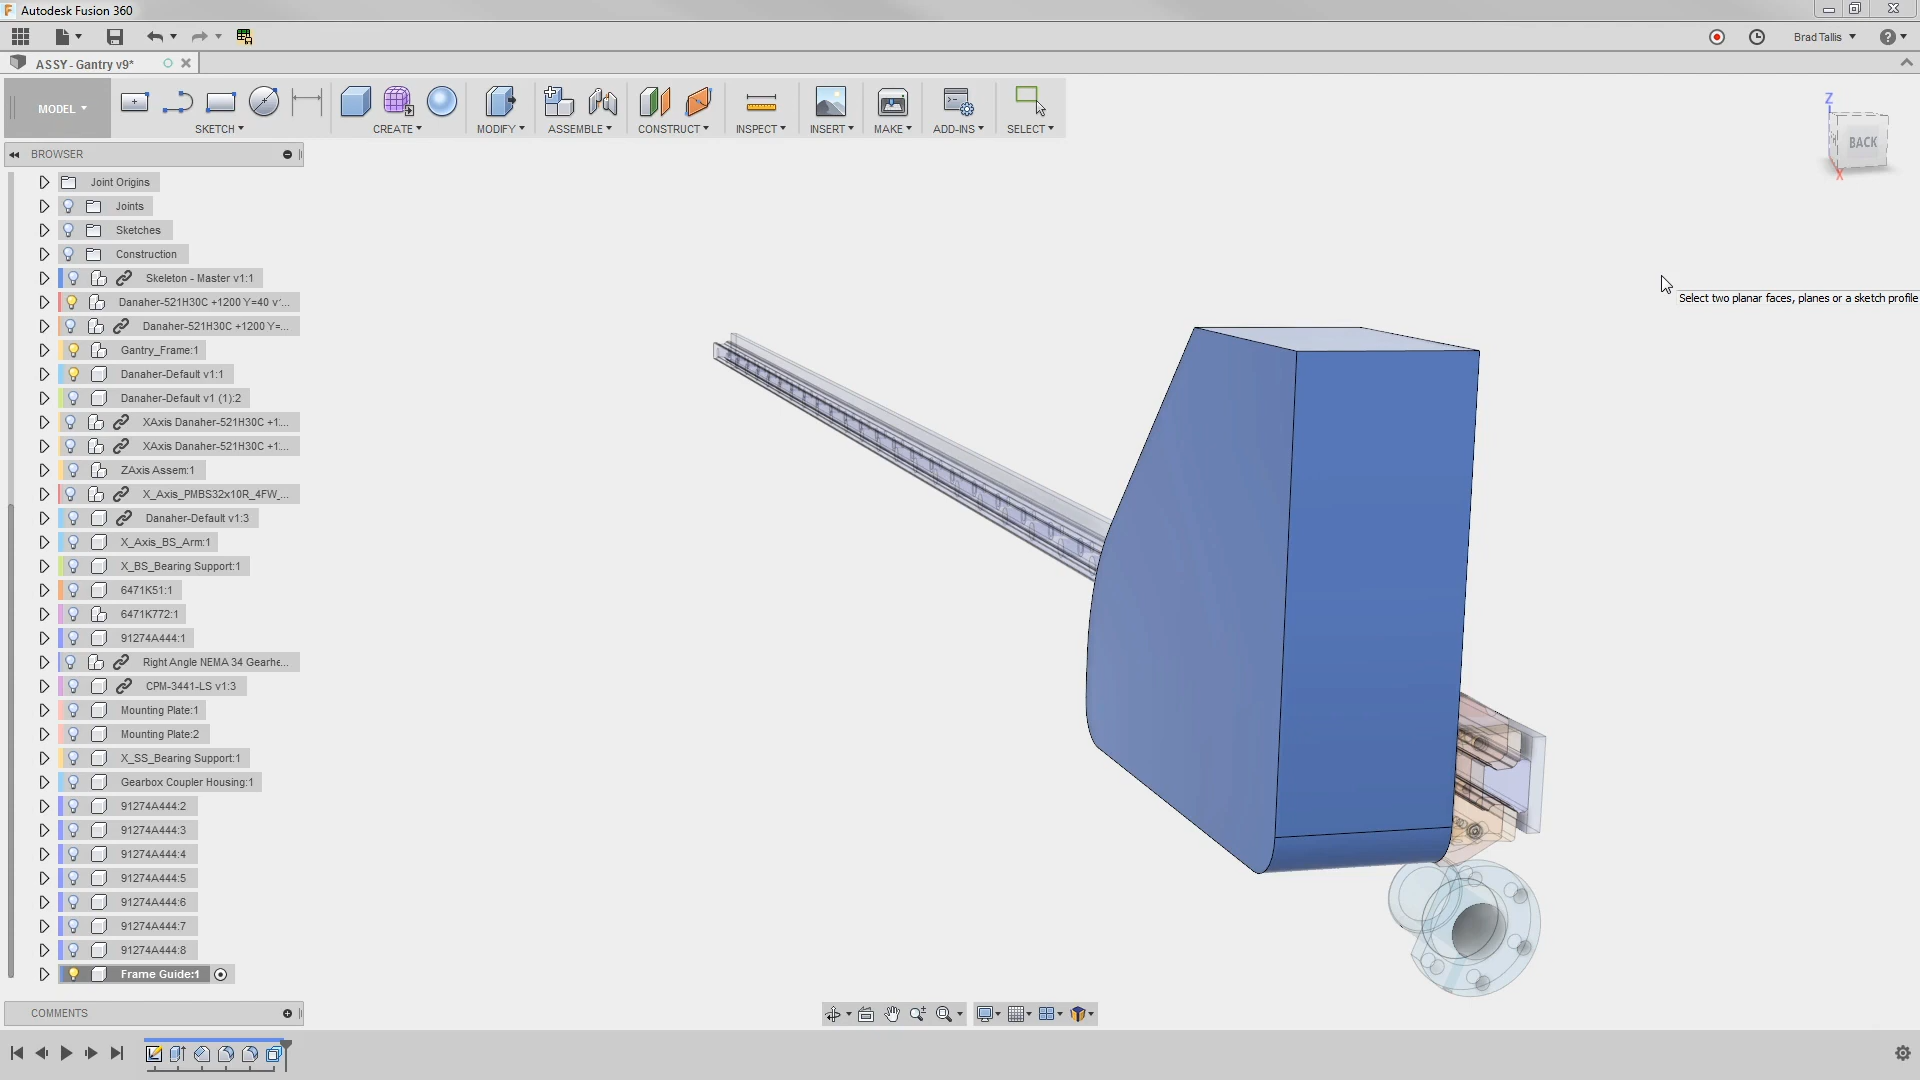 Autodesk Fusion 360
Brad Tallis
ASSY - Gantry v9*
MODEL
SKETCH
CREATE
MODIFY
ASSEMBLE
CONSTRUCT
INSPECT
INSERT
MAKE
ADD-INS
SELECT
Z
BACK
X
BROWSER
Joint Origins
Joints
Sketches
Construction
Skeleton - Master v1:1
Danaher-521H30C +1200 Y=40 v'...
Danaher-521H30C +1200 Y=...
Gantry_Frame:1
Danaher-Default v1:1
Danaher-Default v1 (1):2
XAxis Danaher-521H30C +1...
XAxis Danaher-521H30C +1...
ZAxis Assem:1
X_Axis_PMBS32x10R_4FW_...
Danaher-Default v1:3
X_Axis_BS_Arm:1
X_BS_Bearing Support:1
6471K51:1
6471K772:1
91274A444:1
Right Angle NEMA 34 Gearhe...
CPM-3441-LS v1:3
Mounting Plate:1
Mounting Plate:2
X_SS_Bearing Support:1
Gearbox Coupler Housing:1
91274A444:2
91274A444:3
91274A444:4
91274A444:5
91274A444:6
91274A444:7
91274A444:8
Frame Guide:1
Select two planar faces, planes or a sketch profile
COMMENTS